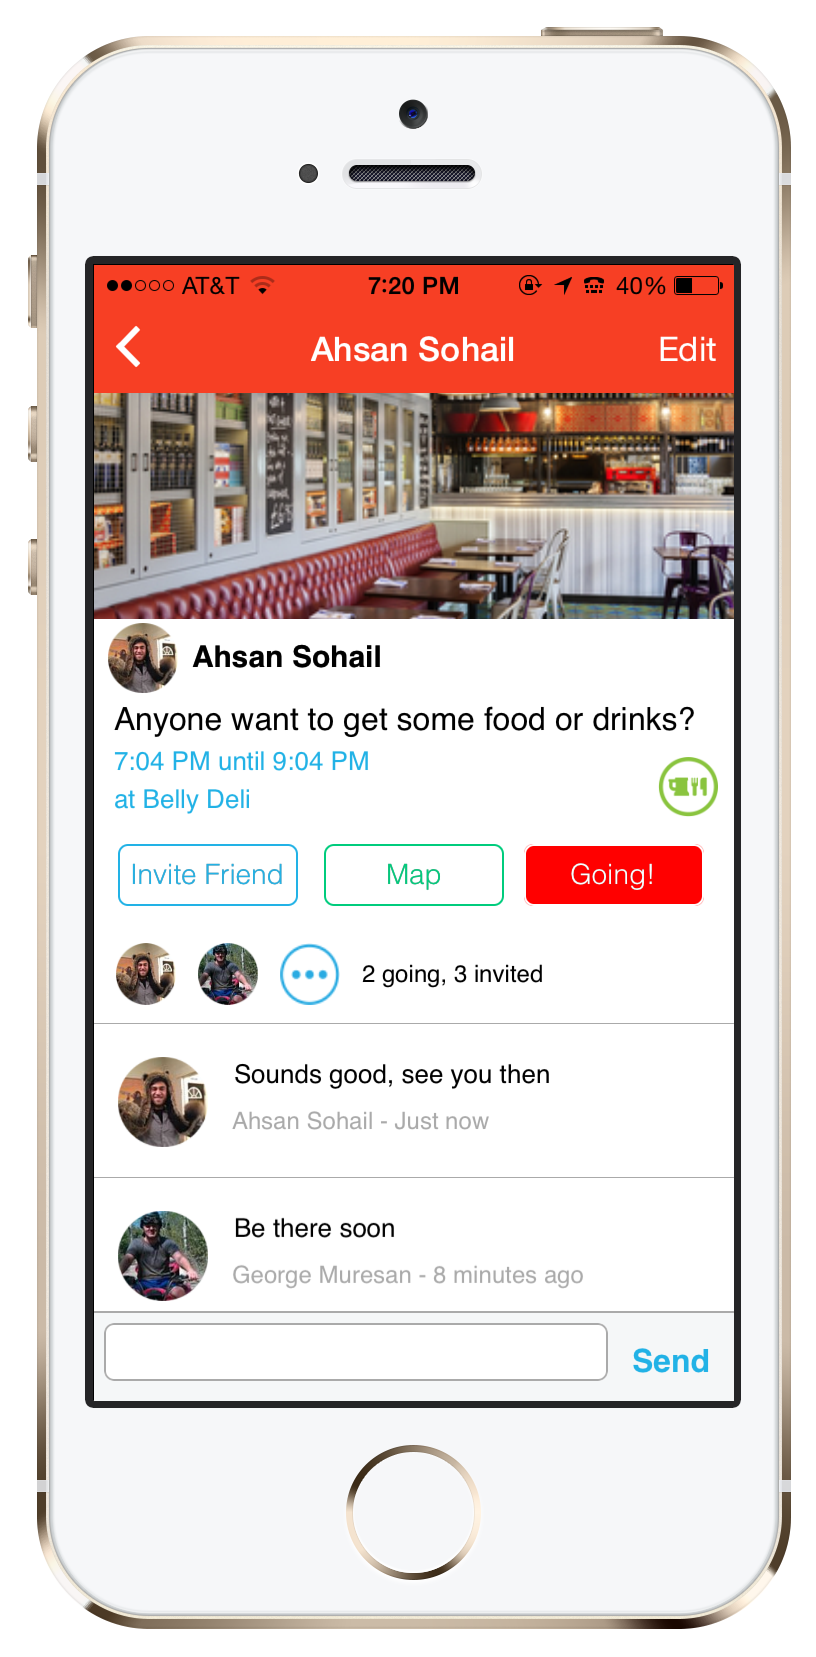 AT&T 7:20 PM 40%
Ahsan Sohail Edit
Ahsan Sohail
Anyone want to get some food or drinks?
7:04 PM until 9:04 PM
at Belly Deli
Invite Friend Map Going!
2 going, 3 invited
Sounds good, see you then
Ahsan Sohail - Just now
Be there soon
George Muresan - 8 minutes ago
Send